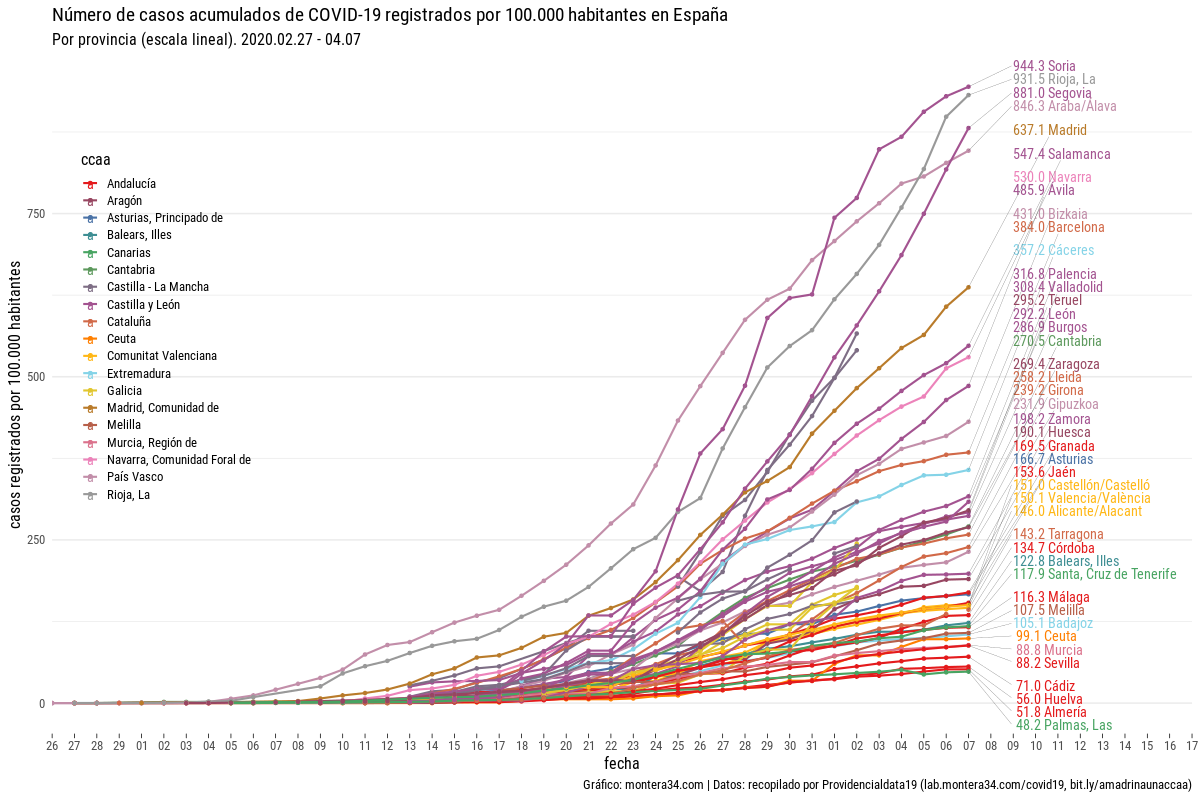 Número de casos acumulados de COVID-19 registrados por 100.000 habitantes en España
Por provincia (escala lineal). 2020.02.27 - 04.07
casos registrados por 100.000 habitantes
750
500
250
0
ccaa
Andalucía
Aragón
Asturias, Principado de
Balears, Illes
Canarias
Cantabria
Castilla - La Mancha
Castilla y León
Cataluña
Ceuta
Comunitat Valenciana
Extremadura
Galicia
Madrid, Comunidad de
Melilla
Murcia, Región de
Navarra, Comunidad Foral de
País Vasco
Rioja, La
944.3 Soria
931.5 Rioja, La
881.0 Segovia
846.3 Araba/Álava
637.1 Madrid
547.4 Salamanca
530.0 Navarra
485.9 Ávila
431.0 Bizkaia
384.0 Barcelona
357.2 Cáceres
316.8 Palencia
308.4 Valladolid
295.2 Teruel
292.2 León
286.9 Burgos
270.5 Cantabria
269.4 Zaragoza
258.2 Lleida
239.2 Girona
231.9 Gipuzkoa
198.2 Zamora
190.1 Huesca
169.5 Granada
166.7 Asturias
153.6 Jaén
151.0 Castellón/Castelló
150.1 Valencia/València
146.0 Alicante/Alacant
143.2 Tarragona
134.7 Córdoba
122.8 Balears, Illes
117.9 Santa, Cruz de Tenerife
116.3 Málaga
107.5 Melilla
105.1 Badajoz
99.1 Ceuta
88.8 Murcia
88.2 Sevilla
71.0 Cádiz
56.0 Huelva
51.8 Almería
48.2 Palmas, Las
26 27 28 29 01 02 03 04 05 06 07 08 09 10 11 12 13 14 15 16 17 18 19 20 21 22 23 24 25 26 27 28 29 30 31 01 02 03 04 05 06 07 08 09 10 11 12 13 14 15 16 17
fecha
Gráfico: montera34.com | Datos: recopilado por Providencialdata19 (lab.montera34.com/covid19, bit.ly/amadrinaunaccaa)